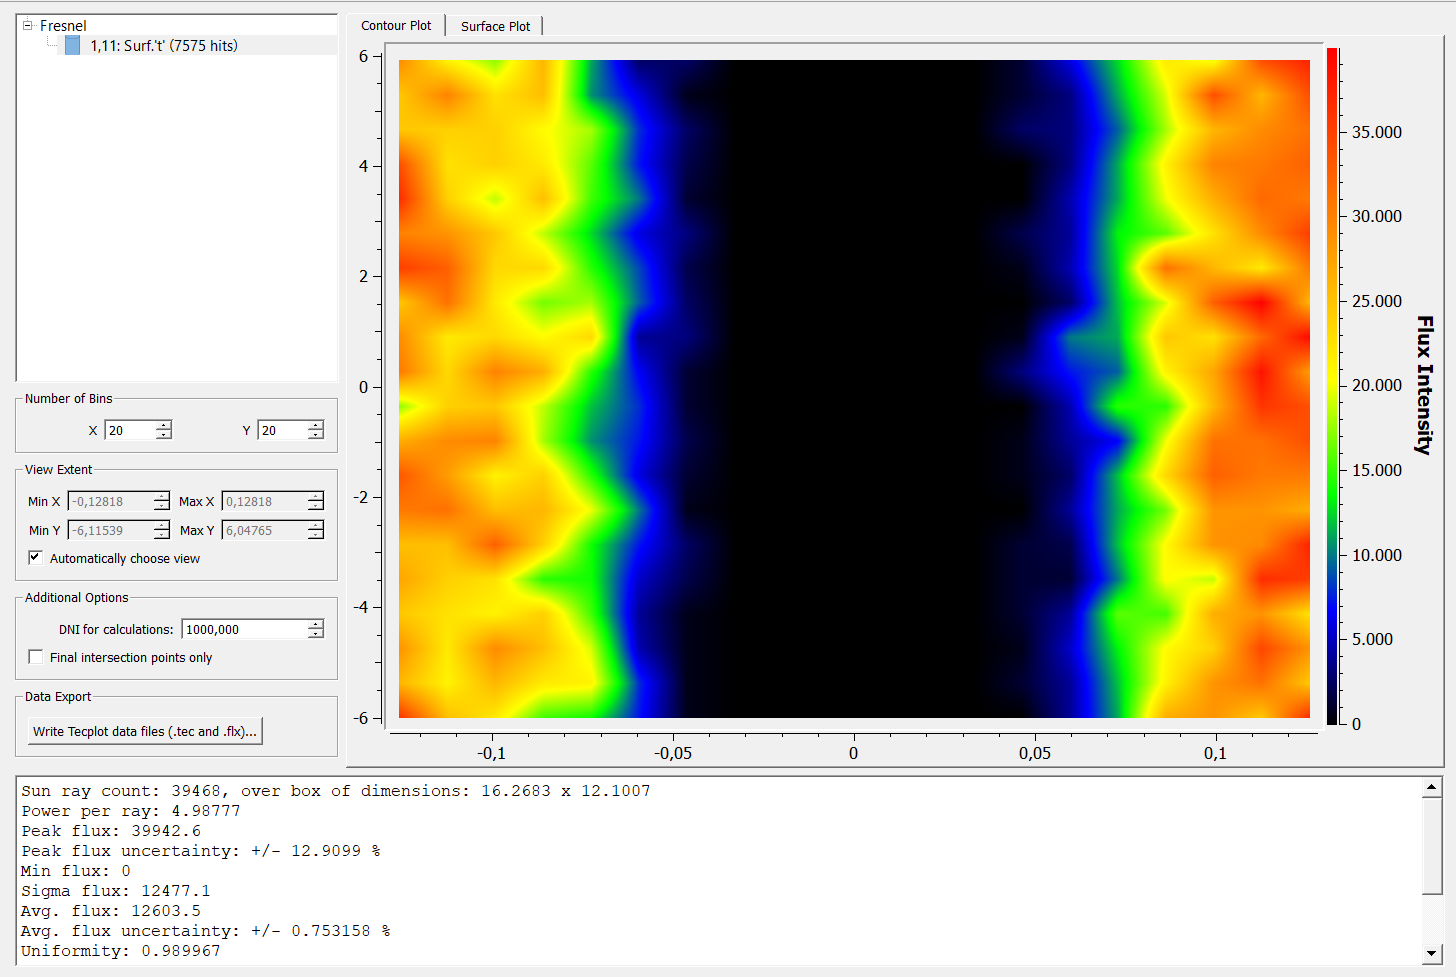 Fresnel
1,11: Surf.'t' (7575 hits)
Number of Bins
X 20 Y 20
View Extent
Min X -0,12818 Max X 0,12818
Min Y -6,11539 Max Y 6,04765
Automatically choose view
Additional Options
DNI for calculations: 1000,000
Final intersection points only
Data Export
Write Tecplot data files (.tec and .flx)...
Contour Plot Surface Plot
6
4
2
0
-2
-4
-6
-0,1 -0,05 0 0,05 0,1
35.000
30.000
25.000
20.000
15.000
10.000
5.000
0
Flux Intensity
Sun ray count: 39468, over box of dimensions: 16.2683 x 12.1007
Power per ray: 4.98777
Peak flux: 39942.6
Peak flux uncertainty: +/- 12.9099 %
Min flux: 0
Sigma flux: 12477.1
Avg. flux: 12603.5
Avg. flux uncertainty: +/- 0.753158 %
Uniformity: 0.989967